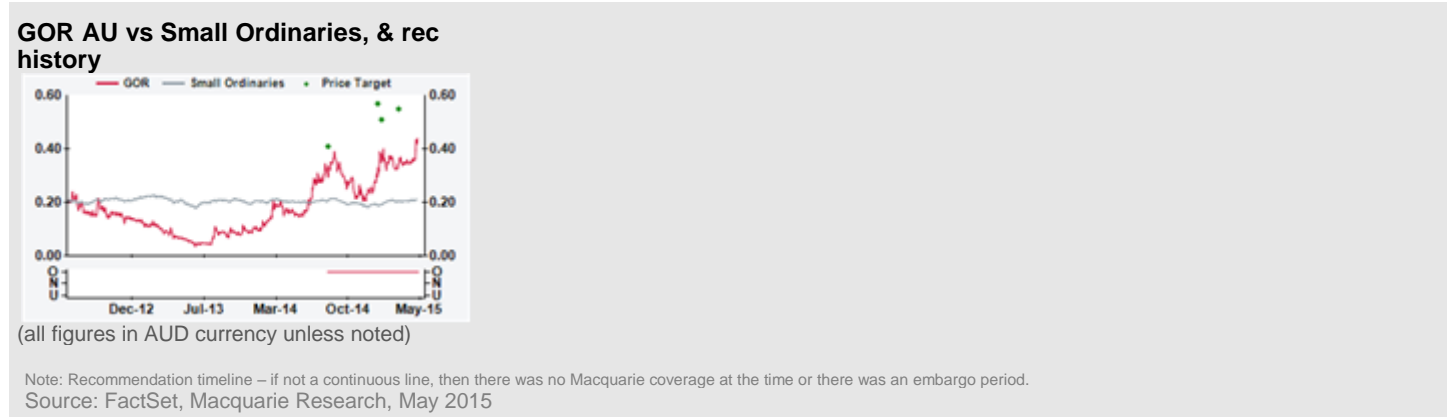 GOR AU vs Small Ordinaries, & rec
history
GOR Small Ordinaries Price Target
0.60 0.60
0.40 0.40
0.20 0.20
0.00 0.00
O O
N N
U U
Dec-12 Jul-13 Mar-14 Oct-14 May-15
(all figures in AUD currency unless noted)
Note: Recommendation timeline – if not a continuous line, then there was no Macquarie coverage at the time or there was an embargo period.
Source: FactSet, Macquarie Research, May 2015